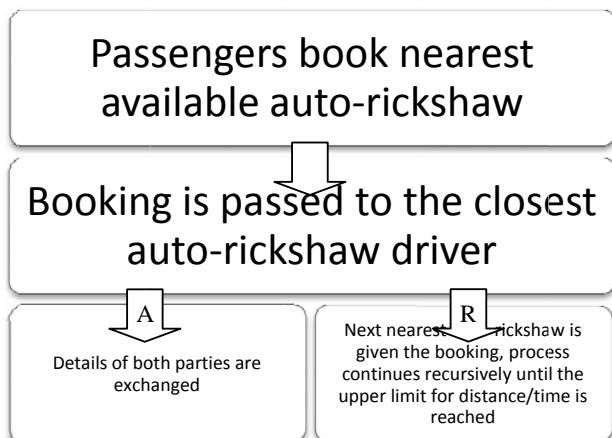 Passengers book nearest
available auto-rickshaw
Booking is passed to the closest
auto-rickshaw driver
A
Details of both parties are
exchanged
R
Next nearest rickshaw is
given the booking, process
continues recursively until the
upper limit for distance/time is
reached